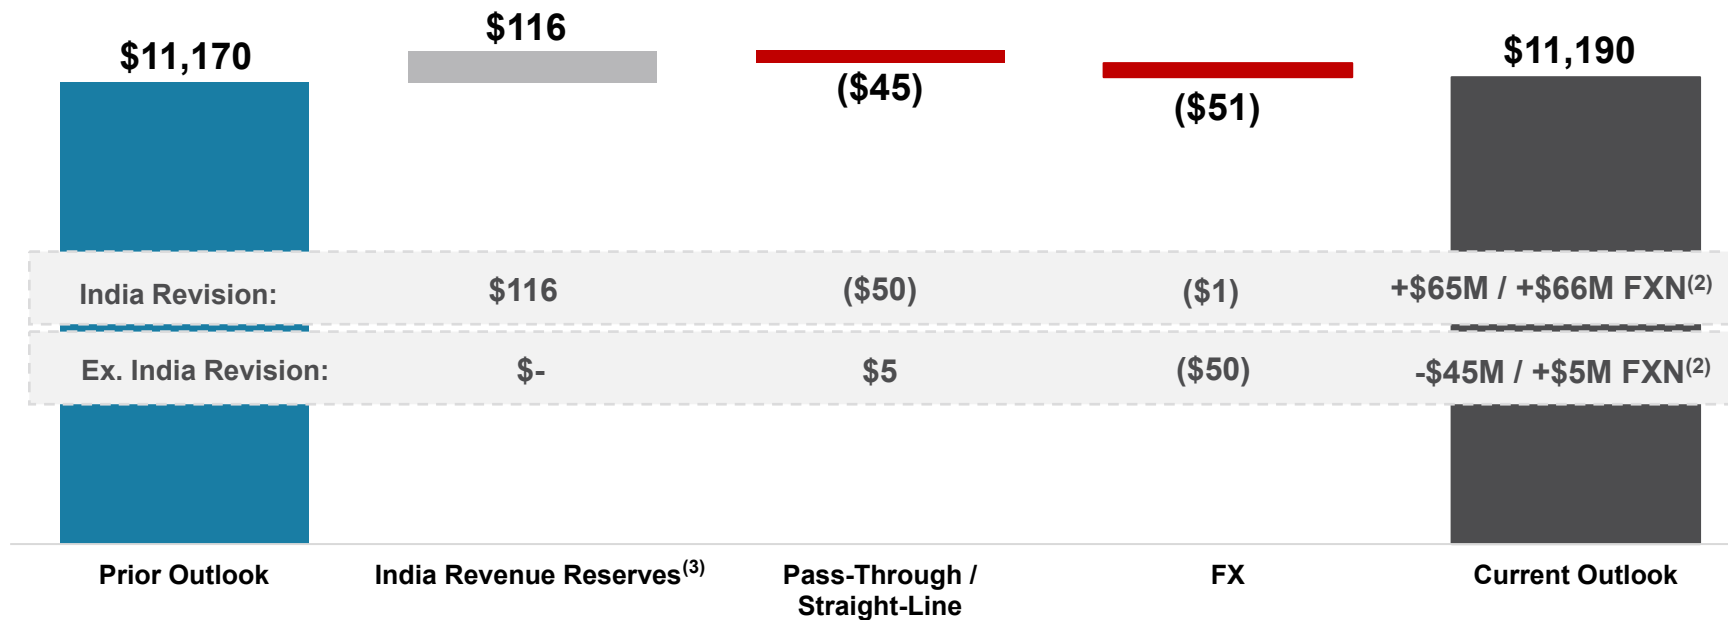 $11,170
$116
($45)
($51)
$11,190
India Revision: $116 ($50) ($1) +$65M / +$66M FXN(2)
Ex. India Revision: $- $5 ($50) -$45M / +$5M FXN(2)
Prior Outlook
India Revenue Reserves(3)
Pass-Through /
Straight-Line
FX
Current Outlook